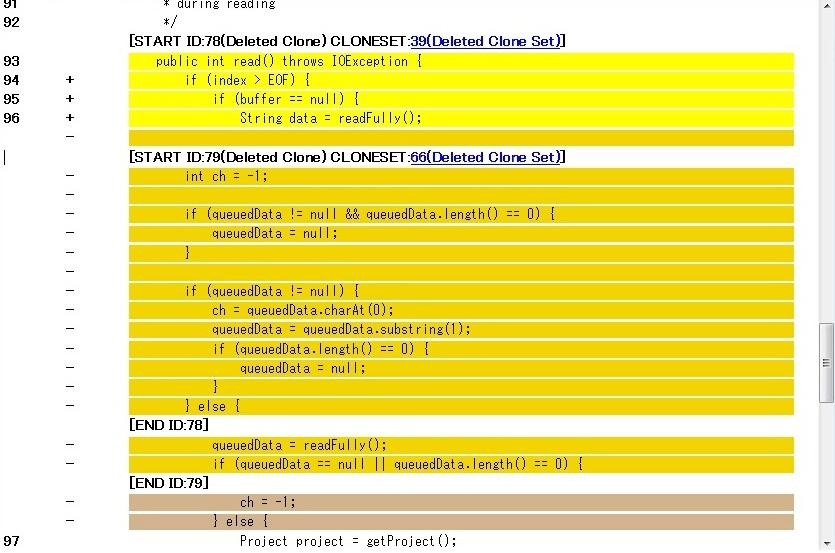 91 * during reading
92 */
[START ID:78(Deleted Clone) CLONESET:39(Deleted Clone Set)]
93 public int read() throws IOException {
94 + if (index > EOF) {
95 + if (buffer == null) {
96 + String data = readFully();
−
[START ID:79(Deleted Clone) CLONESET:66(Deleted Clone Set)]
− int ch = -1;
−
− if (queuedData != null && queuedData.length() == 0) {
− queuedData = null;
− }
−
− if (queuedData != null) {
− ch = queuedData.charAt(0);
− queuedData = queuedData.substring(1);
− if (queuedData.length() == 0) {
− queuedData = null;
− }
− } else {
[END ID:78]
− queuedData = readFully();
− if (queuedData == null || queuedData.length() == 0) {
[END ID:79]
− ch = -1;
− } else {
97 Project project = getProject();